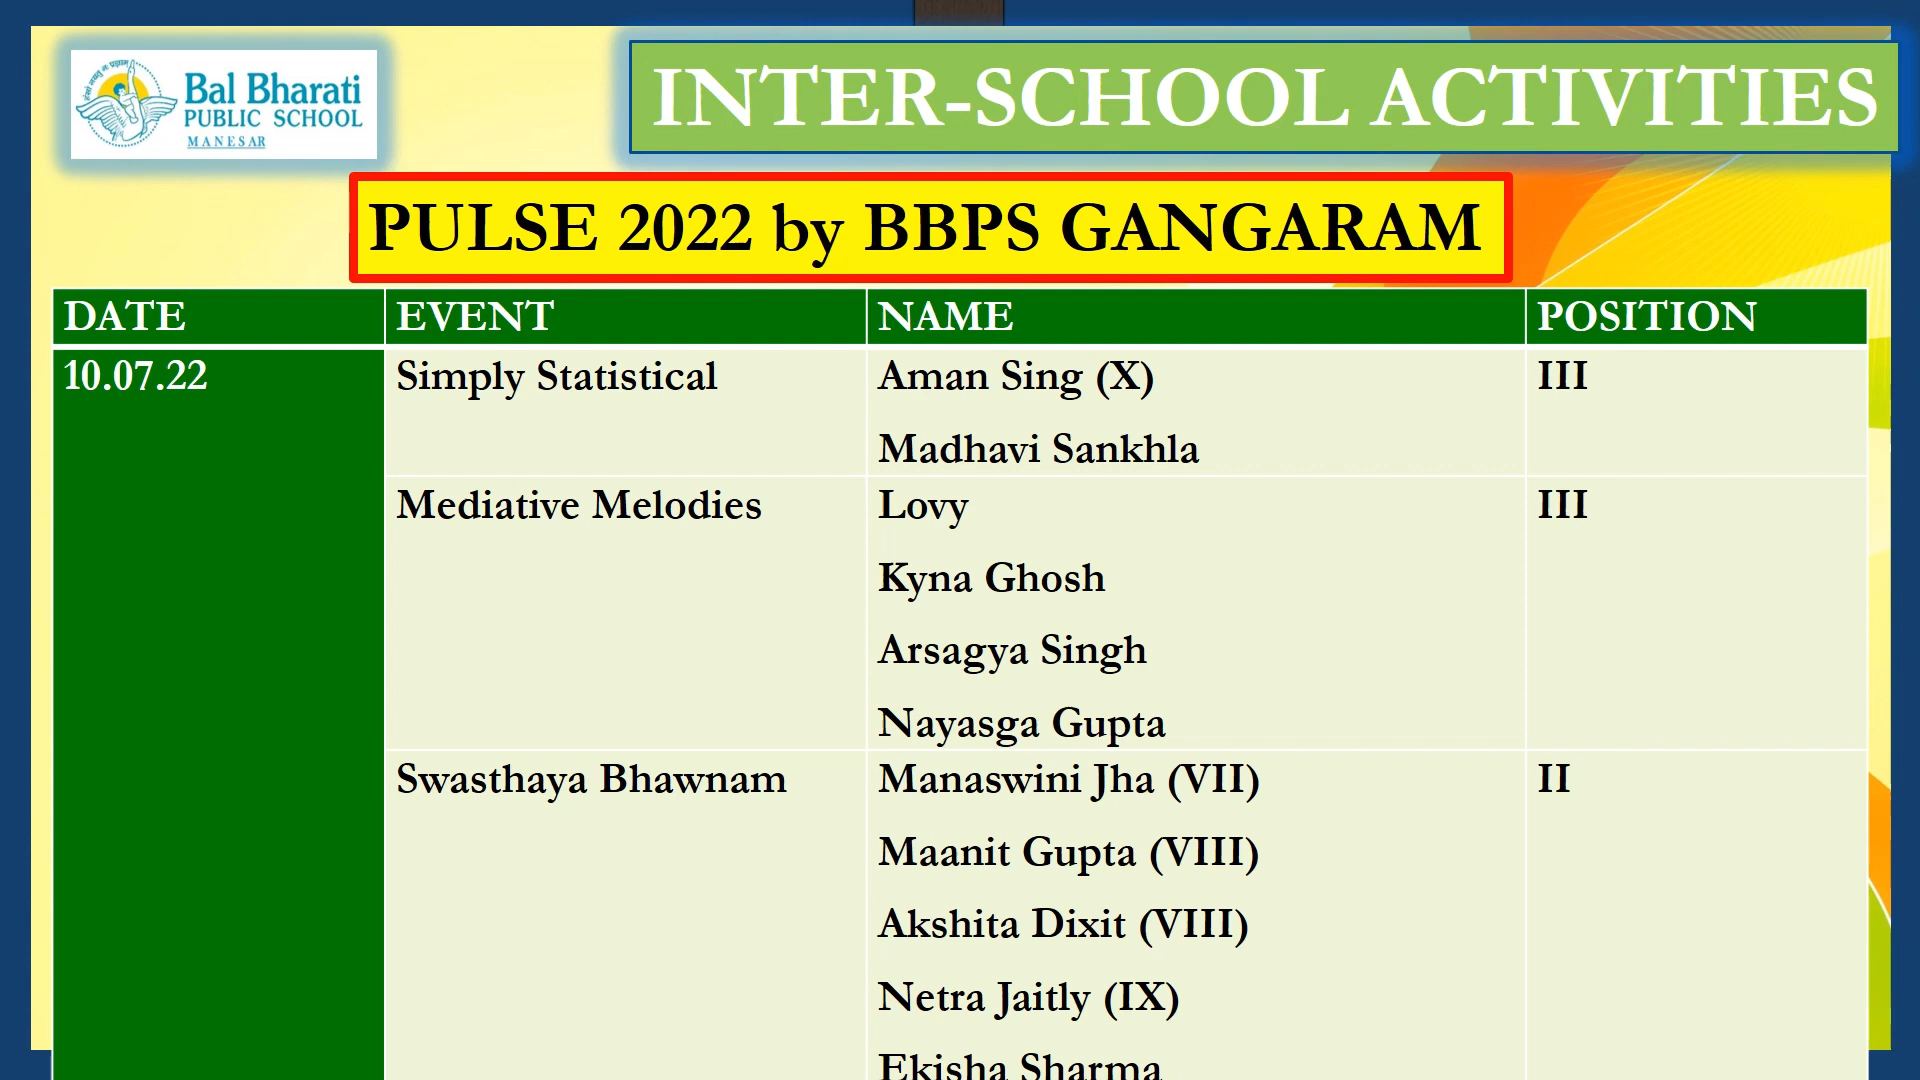 Bal Bharati
PUBLIC SCHOOL
MANESAR
INTER-SCHOOL ACTIVITIES
PULSE 2022 by BBPS GANGARAM
DATE EVENT NAME POSITION
10.07.22 Simply Statistical Aman Sing (X) III
Madhavi Sankhla
Mediative Melodies Lovy III
Kyna Ghosh
Arsagya Singh
Nayasga Gupta
Swasthaya Bhawnam Manaswini Jha (VII) II
Maanit Gupta (VIII)
Akshita Dixit (VIII)
Netra Jaitly (IX)
Ekisha Sharma